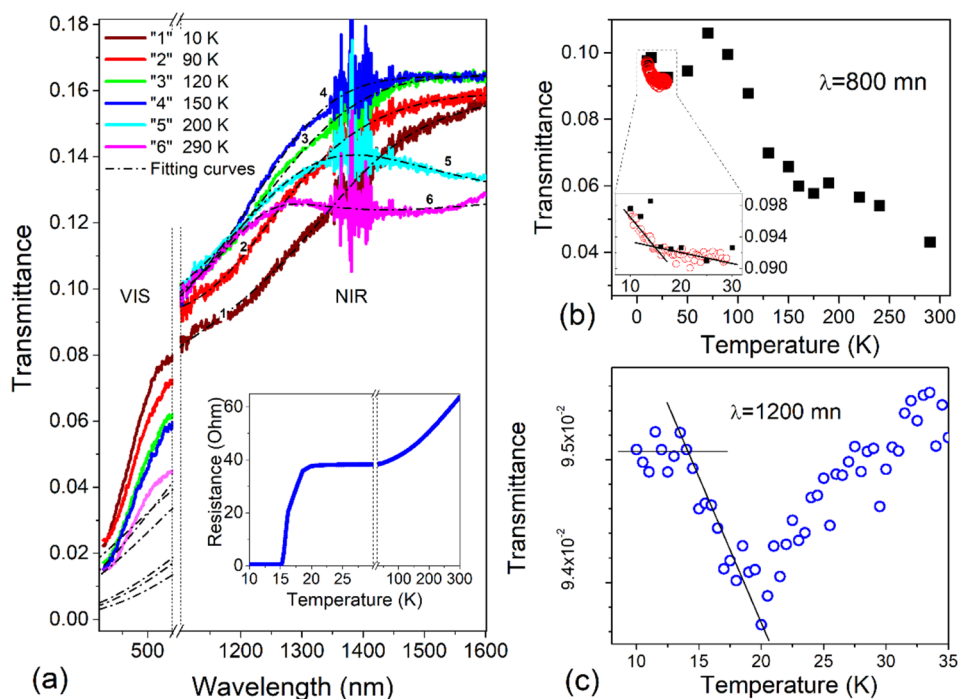 0.18
0.16
0.14
0.12
0.10
0.08
0.06
0.04
0.02
0.00
Transmittance
"1" 10 K
"2" 90 K
"3" 120 K
"4" 150 K
"5" 200 K
"6" 290 K
Fitting curves
4
3
5
6
2
1
VIS
NIR
60
40
20
0
Resistance (Ohm)
10
20
100
200
300
Temperature (K)
500
1200
1300
1400
1500
1600
(a)
Wavelength (nm)
0.10
0.08
0.06
0.04
Transmittance
λ=800 mn
0.098
0.094
0.090
10
20
30
0
50
100
150
200
250
300
(b)
Temperature (K)
λ=1200 mn
9.5x10⁻²
9.4x10⁻²
Transmittance
10
15
20
25
30
35
(c)
Temperature (K)